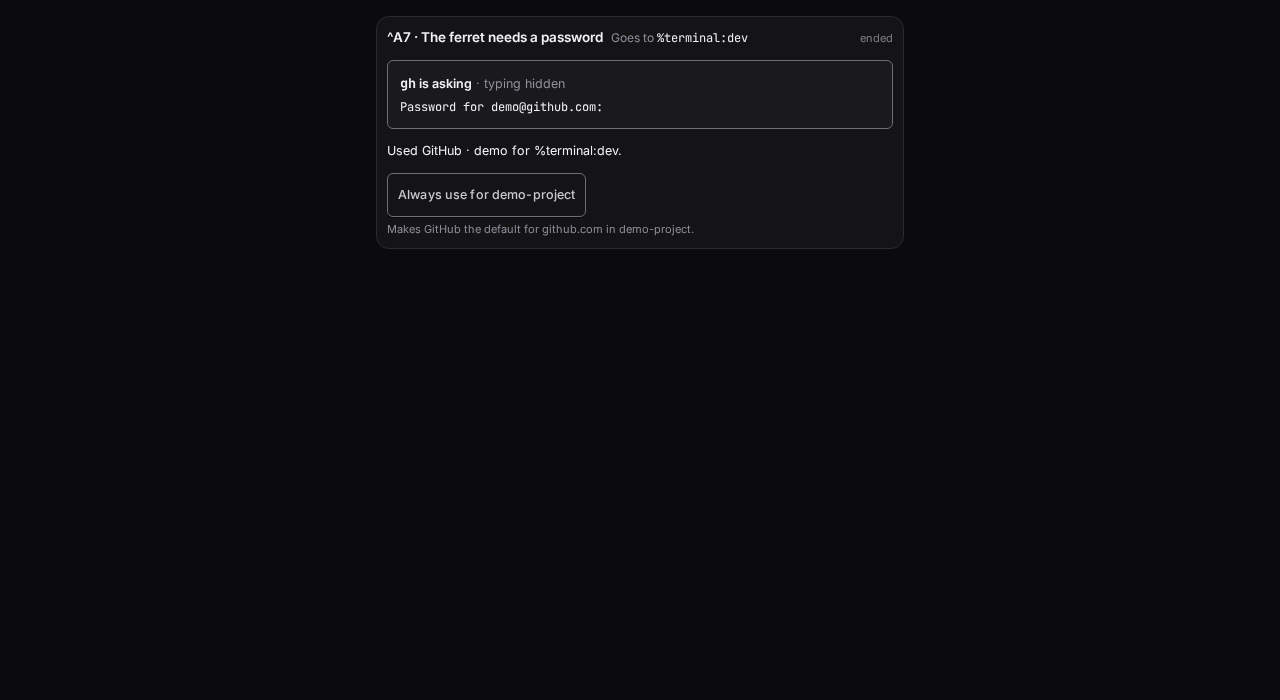 ^A7 · The ferret needs a password Goes to %terminal:dev ended
gh is asking · typing hidden
Password for demo@github.com:
Used GitHub · demo for %terminal:dev.
Always use for demo-project
Makes GitHub the default for github.com in demo-project.